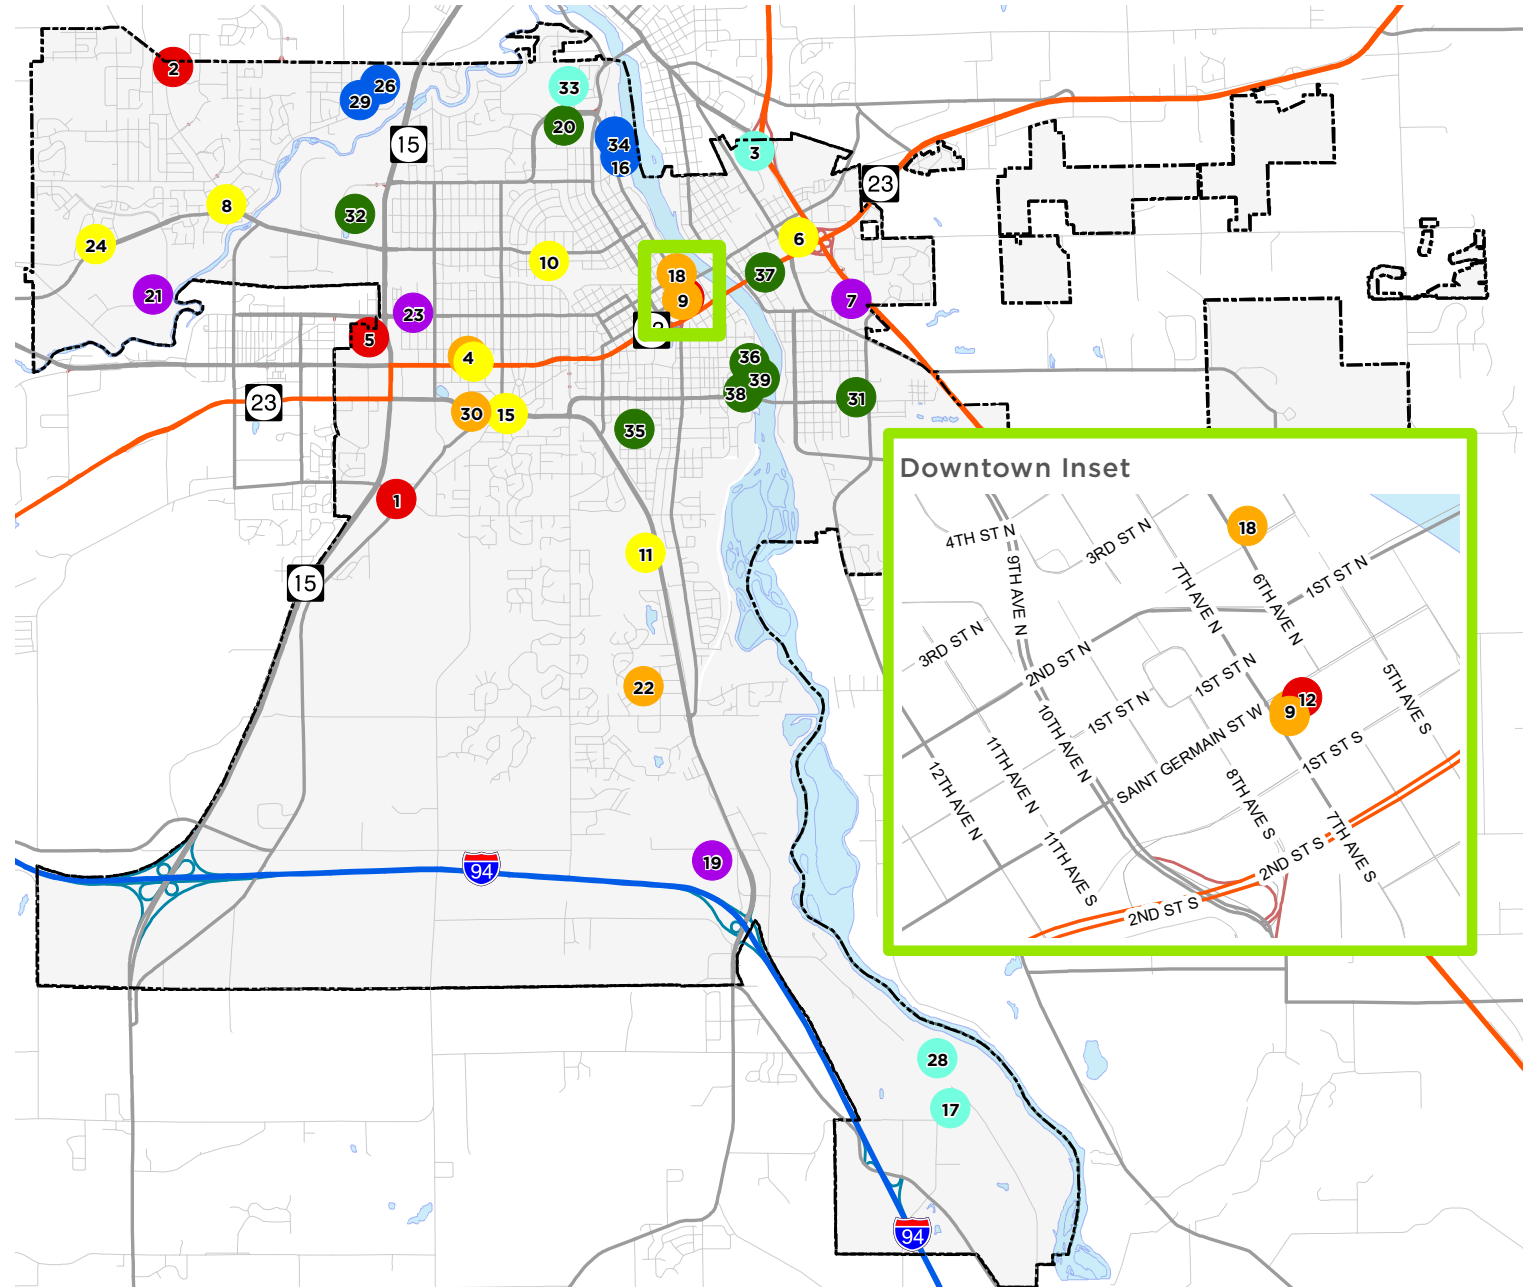 2
26
29
33
20
34
16
15
3
23
8
32
24
6
10
18
37
21
9
7
23
5
4
36
39
38
31
23
30
15
35
1
11
15
22
19
94
28
17
94
Downtown Inset
18
4TH ST N
3RD ST N
9TH AVE N
7TH AVE N
6TH AVE N
1ST ST N
3RD ST N
2ND ST N
1ST ST N
5TH AVE S
12
9
1ST ST N
10TH AVE N
SAINT GERMAIN ST W
1ST ST S
11TH AVE N
12TH AVE N
8TH AVE S
7TH AVE S
11TH AVE S
2ND ST S
2ND ST S